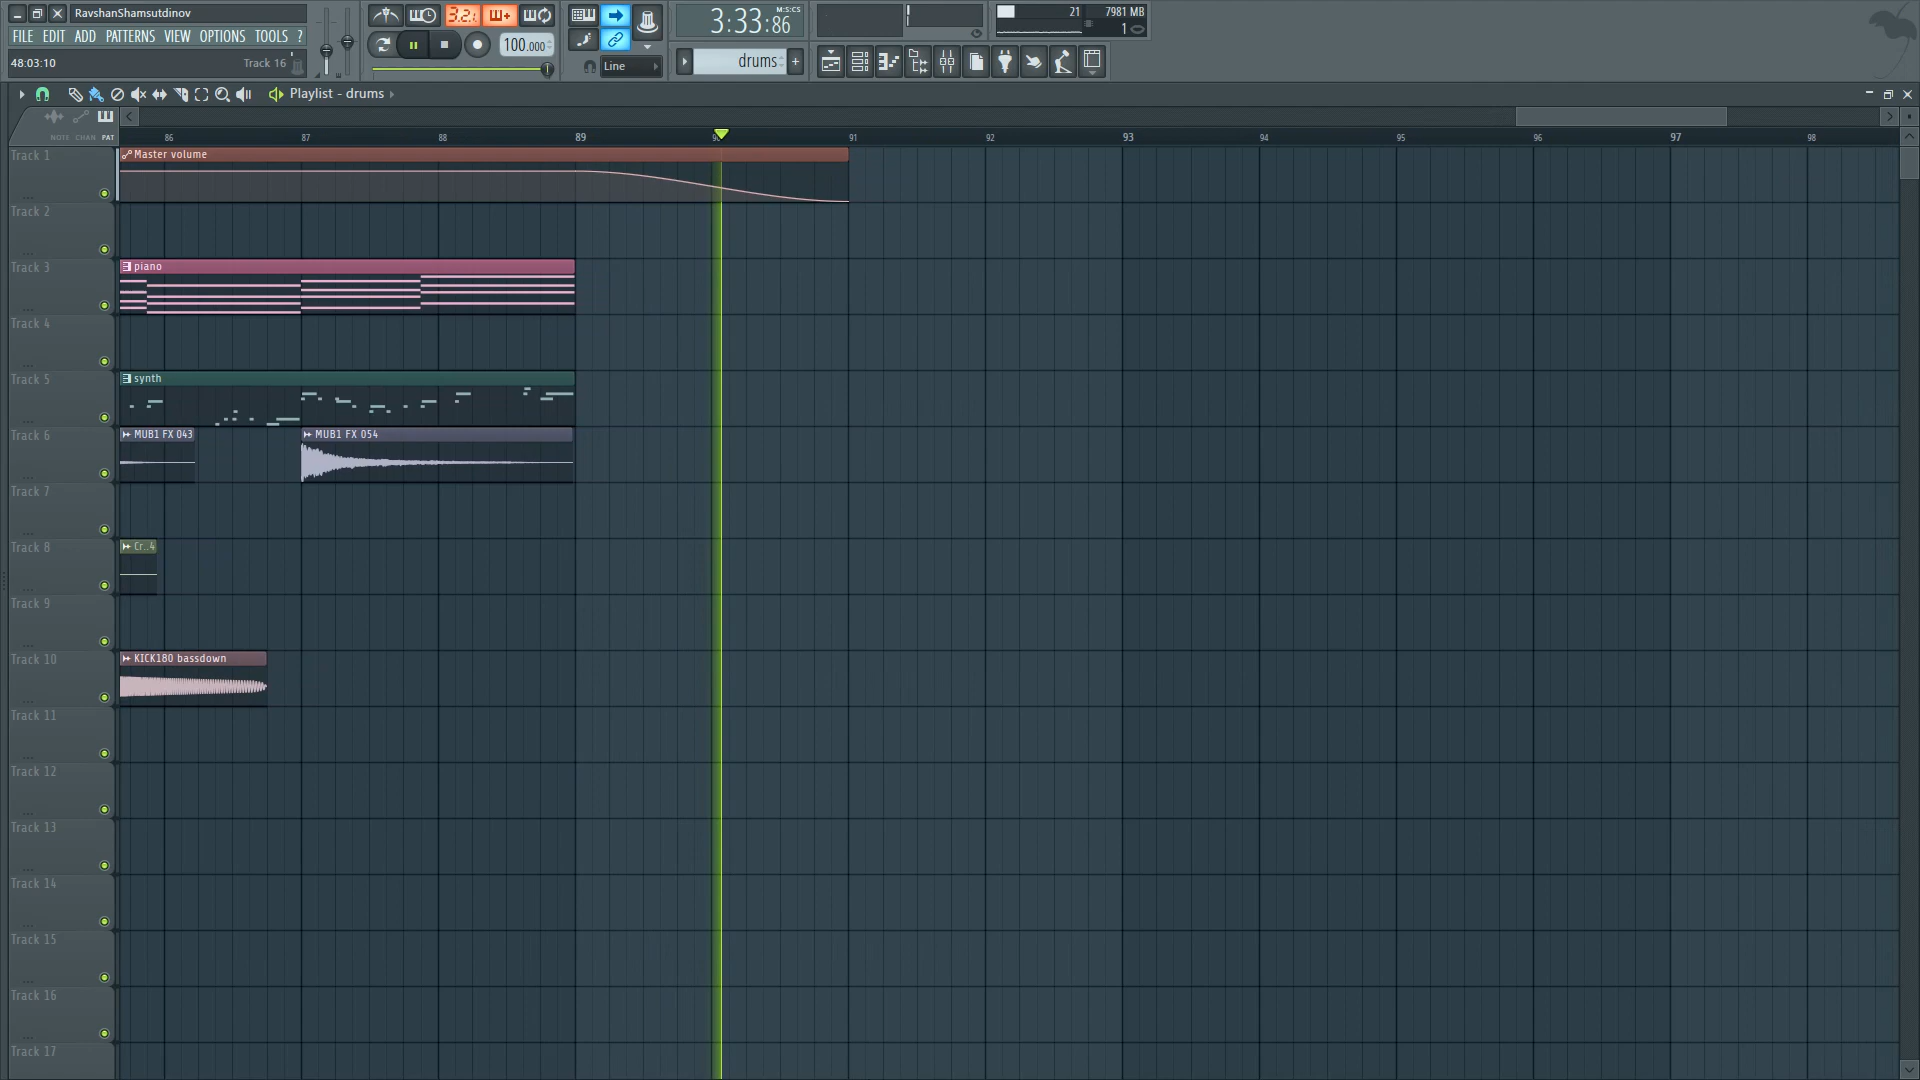 RavshanShamsutdinov
FILE EDIT ADD PATTERNS VIEW OPTIONS TOOLS ?
48:03:10 Track 16
3.2.
100.000
Line
3:33:86 M:S:CS
drums
21 7981 MB
1
Playlist - drums
NOTE CHAN PAT
86 87 88 89 91 92 93 94 95 96 97 98
Track 1
Master volume
Track 2
Track 3
piano
Track 4
Track 5
synth
Track 6
MUB1 FX 043 MUB1 FX 054
Track 7
Track 8
Cr..4
Track 9
Track 10
KICK180 bassdown
Track 11
Track 12
Track 13
Track 14
Track 15
Track 16
Track 17